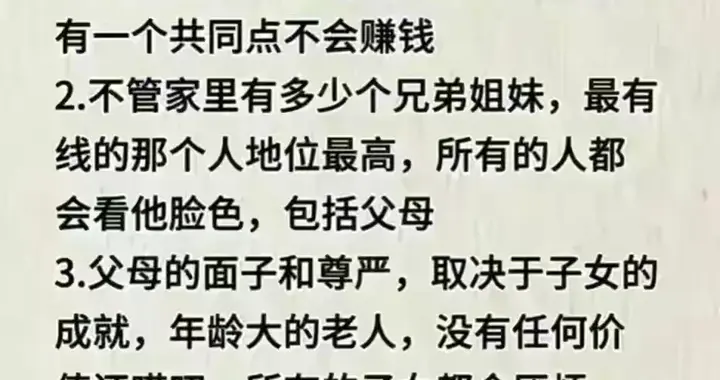 有一个共同点不会赚钱
2.不管家里有多少个兄弟姐妹，最有
线的那个人地位最高，所有的人都
会看他脸色，包括父母
3.父母的面子和尊严，取决于子女的
成就，年龄大的老人，没有任何价